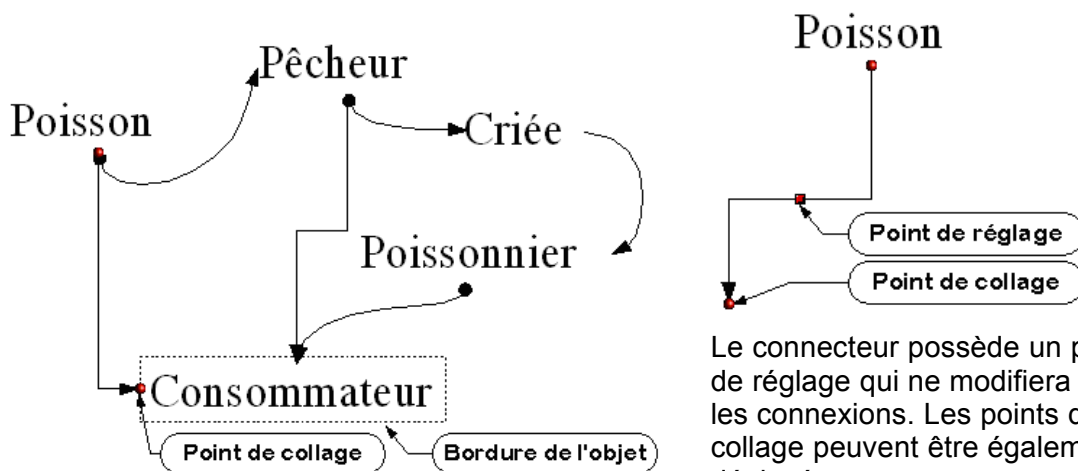 Pêcheur
Poisson
Criée
Poissonnier
Consommateur
Point de collage
Bordure de l'objet
Poisson
Point de réglage
Point de collage
Le connecteur possède un
de réglage qui ne modifiera
les connexions. Les points
collage peuvent être